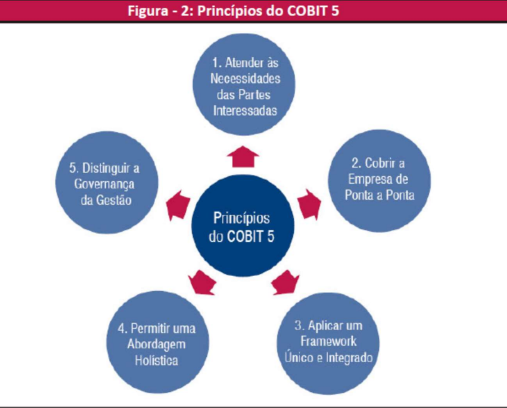 Figura - 2: Princípios do COBIT 5
1. Atender às
Necessidades
das Partes
Interessadas
5. Distinguir a
Governança
da Gestão
2. Cobrir a
Empresa de
Ponta a Ponta
Princípios
do COBIT 5
4. Permitir uma
Abordagem
Holística
3. Aplicar um
Framework
Único e Integrado